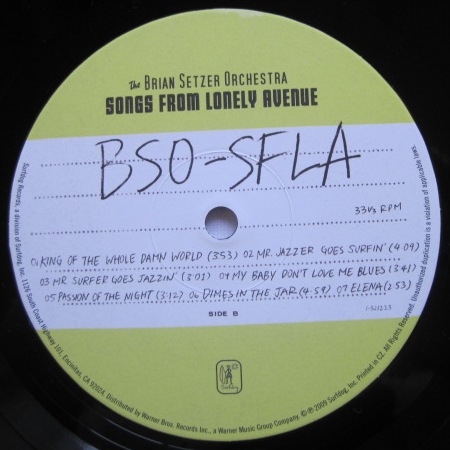 the BRIAN SETZER ORCHESTRA
SONGS FROM LONELY AVENUE
BSO-SFLA
33⅓ RPM
01 KING OF THE WHOLE DAMN WORLD (3:53) 02 MR. JAZZER GOES SURFIN' (4:04)
03 MR SURFER GOES JAZZIN' (3:01) 04 MY BABY DON'T LOVE ME BLUES (3:41)
05 PASSION OF THE NIGHT (3:12) 06 DIMES IN THE JAR (4:59) 07 ELENA (2:53)
SIDE B
1-521223
Surfdog Records, a division of Surfdog, Inc. 1126 South Coast Highway 101, Encinitas, CA 92024. Distributed by Warner Bros. Records Inc., a Warner Music Group Company. ©℗ 2009 Surfdog, Inc. Printed in CZ. All Rights Reserved. Unauthorized duplication is a violation of applicable laws.